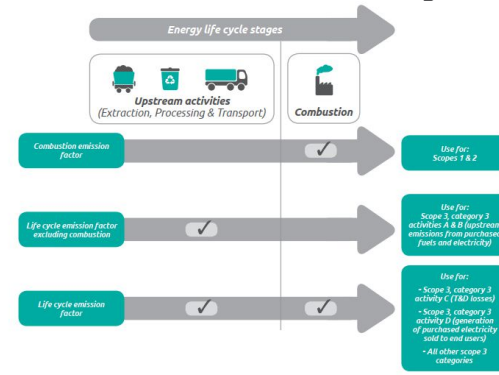 Energy life cycle stages
Upstream activities
(Extraction, Processing & Transport)
Combustion
Combustion emission
factor
Use for:
Scopes 1 & 2
Life cycle emission factor
excluding combustion
Use for:
Scope 3, category 3
activities A & B (upstream
emissions from purchased
fuels and electricity)
Life cycle emission
factor
Use for:
- Scope 3, category 3
activity C (T&D losses)
- Scope 3, category 3
activity D (generation
of purchased electricity
sold to end users)
- All other scope 3
categories